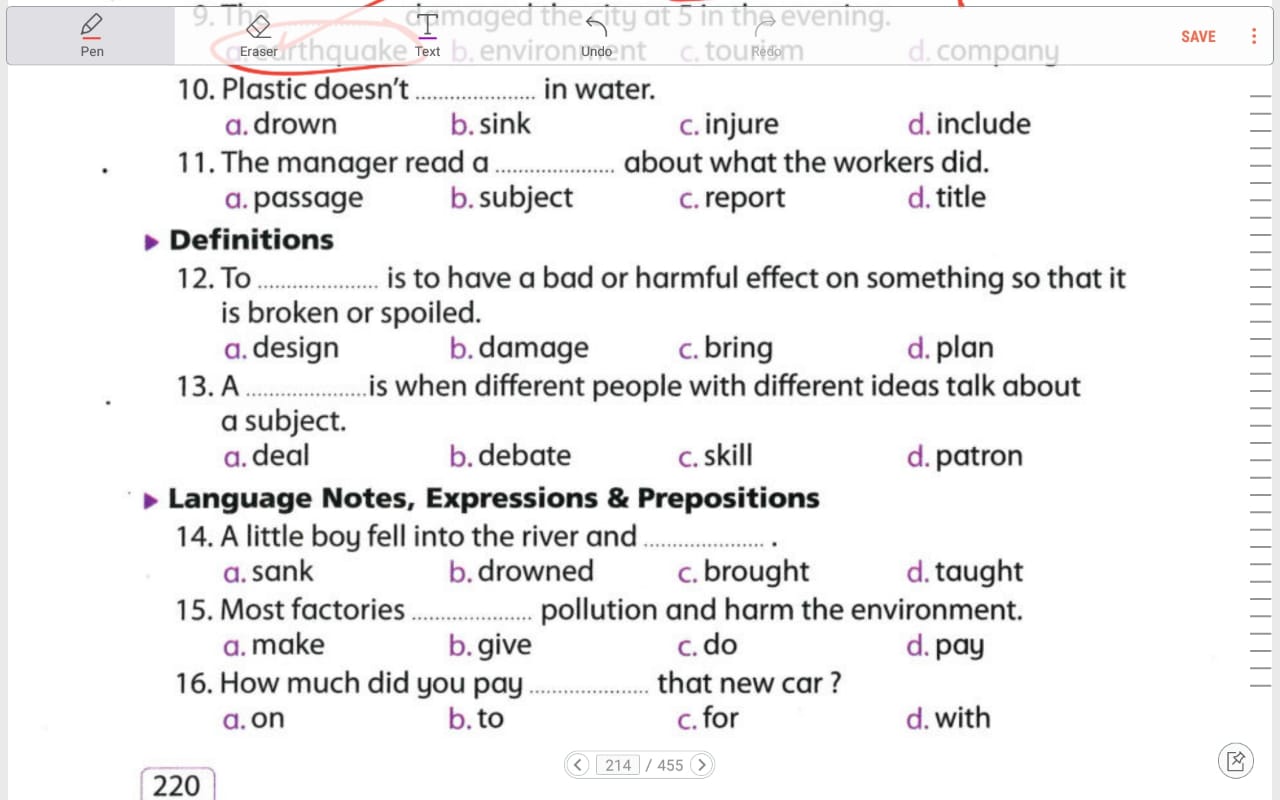 9. The damaged the city at 5 in the evening.
Pen Eraser Text Undo Redo SAVE
a. earthquake b. environment c. tourism d. company
10. Plastic doesn't .................... in water.
a. drown b. sink c. injure d. include
11. The manager read a .................... about what the workers did.
a. passage b. subject c. report d. title
Definitions
12. To .................... is to have a bad or harmful effect on something so that it
is broken or spoiled.
a. design b. damage c. bring d. plan
13. A .................... is when different people with different ideas talk about
a subject.
a. deal b. debate c. skill d. patron
Language Notes, Expressions & Prepositions
14. A little boy fell into the river and .................... .
a. sank b. drowned c. brought d. taught
15. Most factories .................... pollution and harm the environment.
a. make b. give c. do d. pay
16. How much did you pay .................... that new car ?
a. on b. to c. for d. with
214 / 455
220